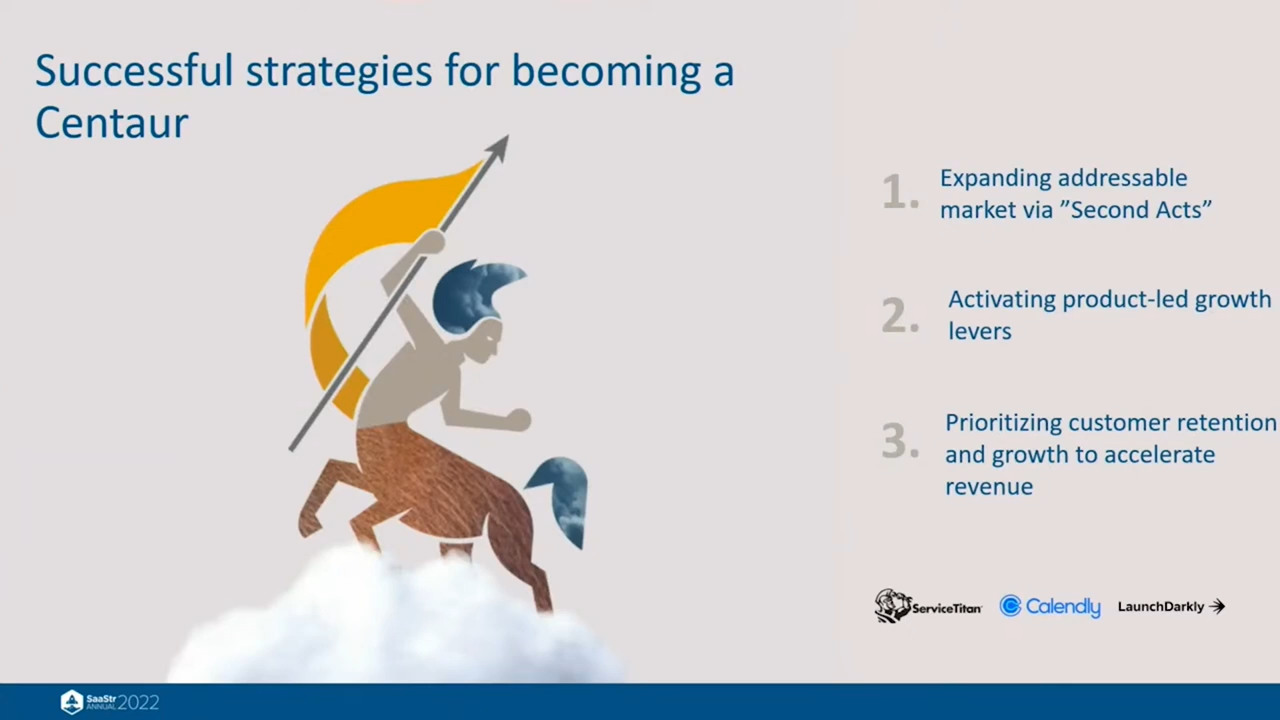 Successful strategies for becoming a
Centaur
1. Expanding addressable
market via ”Second Acts”
2. Activating product-led growth
levers
3. Prioritizing customer retention
and growth to accelerate
revenue
ServiceTitan Calendly LaunchDarkly
SaaStr
ANNUAL 2022